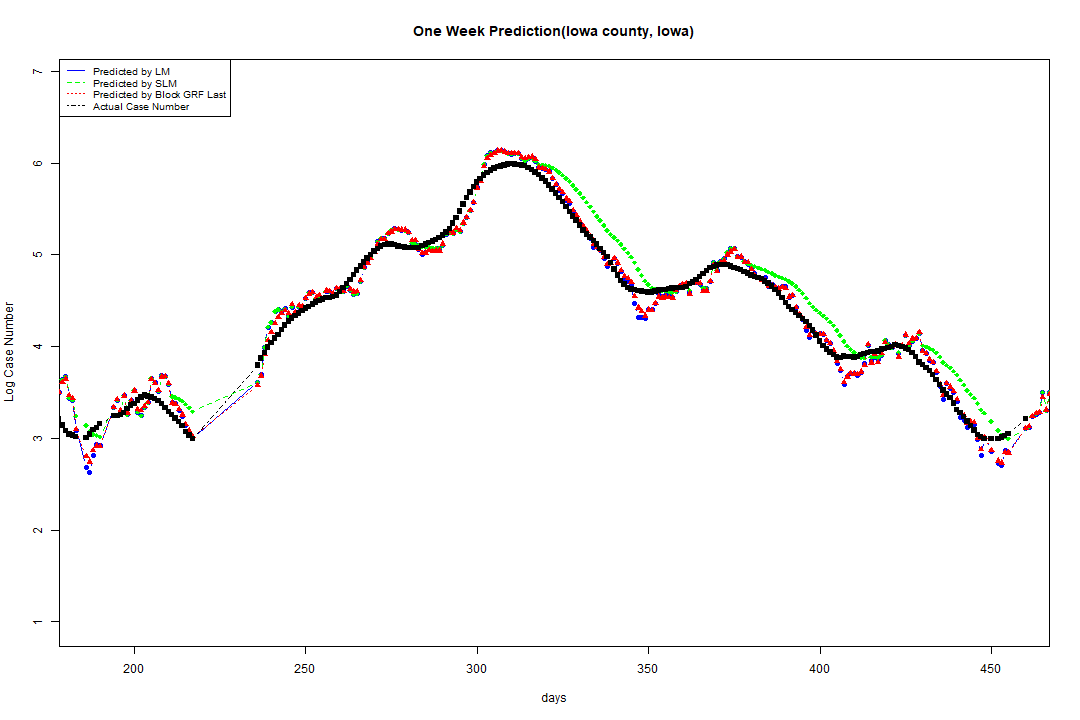 One Week Prediction(Iowa county, Iowa)
Predicted by LM
Predicted by SLM
Predicted by Block GRF Last
Actual Case Number
Log Case Number
7
6
5
4
3
2
1
200 250 300 350 400 450
days